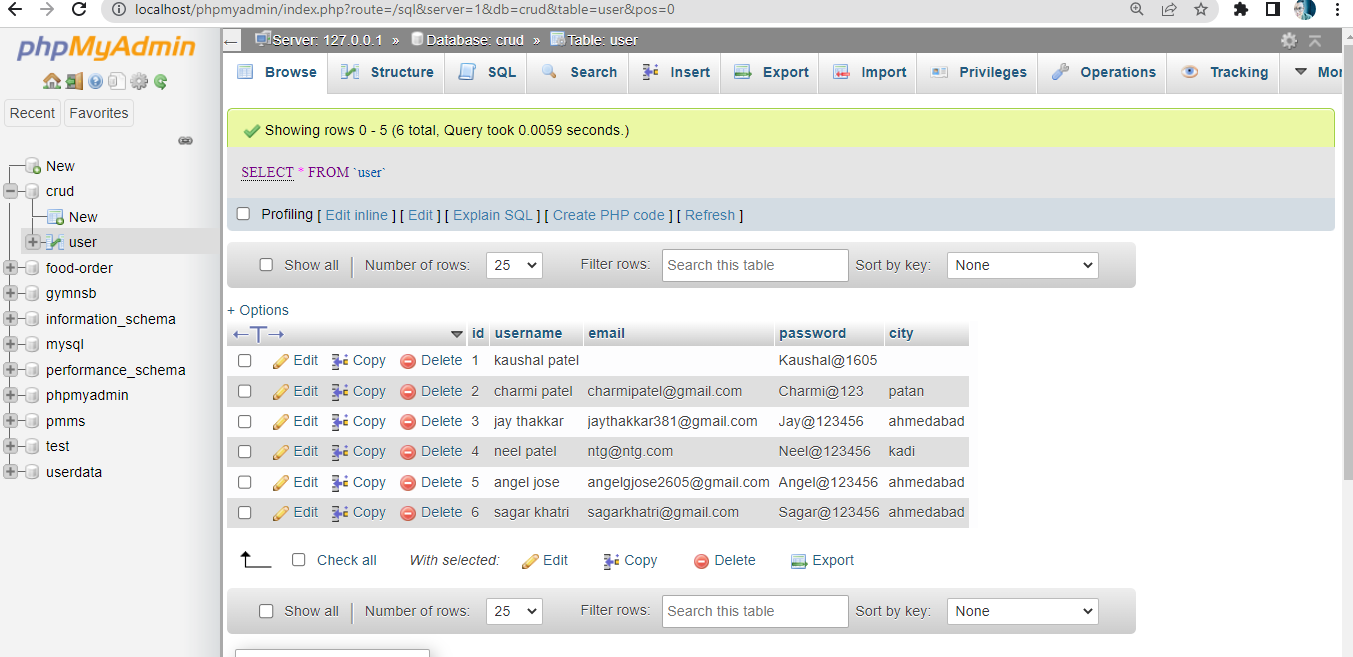 localhost/phpmyadmin/index.php?route=/sql&server=1&db=crud&table=user&pos=0
phpMyAdmin
Recent Favorites
New
crud
New
user
food-order
gymnsb
information_schema
mysql
performance_schema
phpmyadmin
pmms
test
userdata
Server: 127.0.0.1 » Database: crud » Table: user
Browse Structure SQL Search Insert Export Import Privileges Operations Tracking Mor
Showing rows 0 - 5 (6 total, Query took 0.0059 seconds.)
SELECT * FROM `user`
Profiling [ Edit inline ] [ Edit ] [ Explain SQL ] [ Create PHP code ] [ Refresh ]
Show all | Number of rows: 25 Filter rows: Search this table Sort by key: None
+ Options
←T→ id username email password city
Edit Copy Delete 1 kaushal patel Kaushal@1605
Edit Copy Delete 2 charmi patel charmipatel@gmail.com Charmi@123 patan
Edit Copy Delete 3 jay thakkar jaythakkar381@gmail.com Jay@123456 ahmedabad
Edit Copy Delete 4 neel patel ntg@ntg.com Neel@123456 kadi
Edit Copy Delete 5 angel jose angelgjose2605@gmail.com Angel@123456 ahmedabad
Edit Copy Delete 6 sagar khatri sagarkhatri@gmail.com Sagar@123456 ahmedabad
Check all With selected: Edit Copy Delete Export
Show all | Number of rows: 25 Filter rows: Search this table Sort by key: None